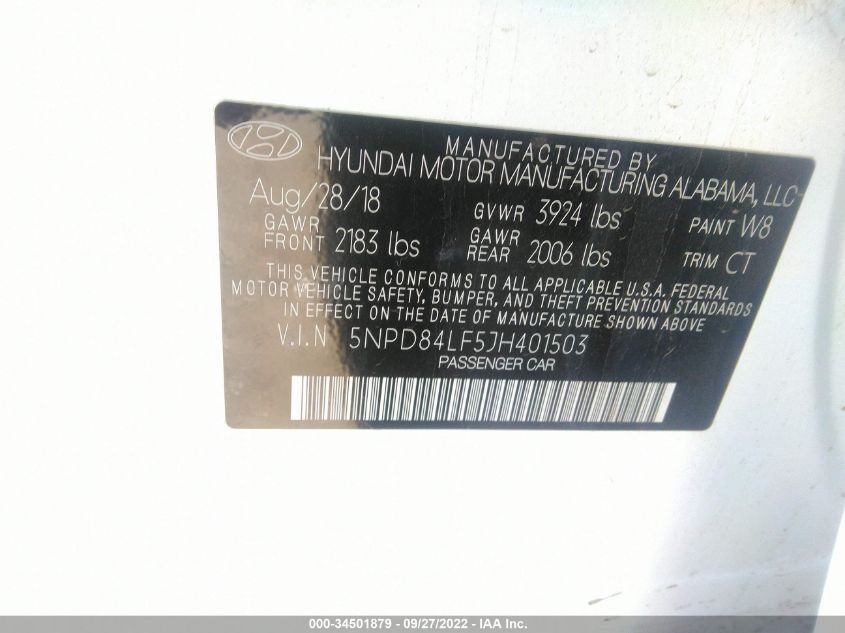 MANUFACTURED BY
HYUNDAI MOTOR MANUFACTURING ALABAMA, LLC
Aug/28/18 GVWR 3924 lbs PAINT W8
GAWR FRONT 2183 lbs GAWR REAR 2006 lbs TRIM CT
THIS VEHICLE CONFORMS TO ALL APPLICABLE U.S.A. FEDERAL
MOTOR VEHICLE SAFETY, BUMPER, AND THEFT PREVENTION STANDARDS
IN EFFECT ON THE DATE OF MANUFACTURE SHOWN ABOVE
V.I.N 5NPD84LF5JH401503
PASSENGER CAR
000-34501879 - 09/27/2022 - IAA Inc.